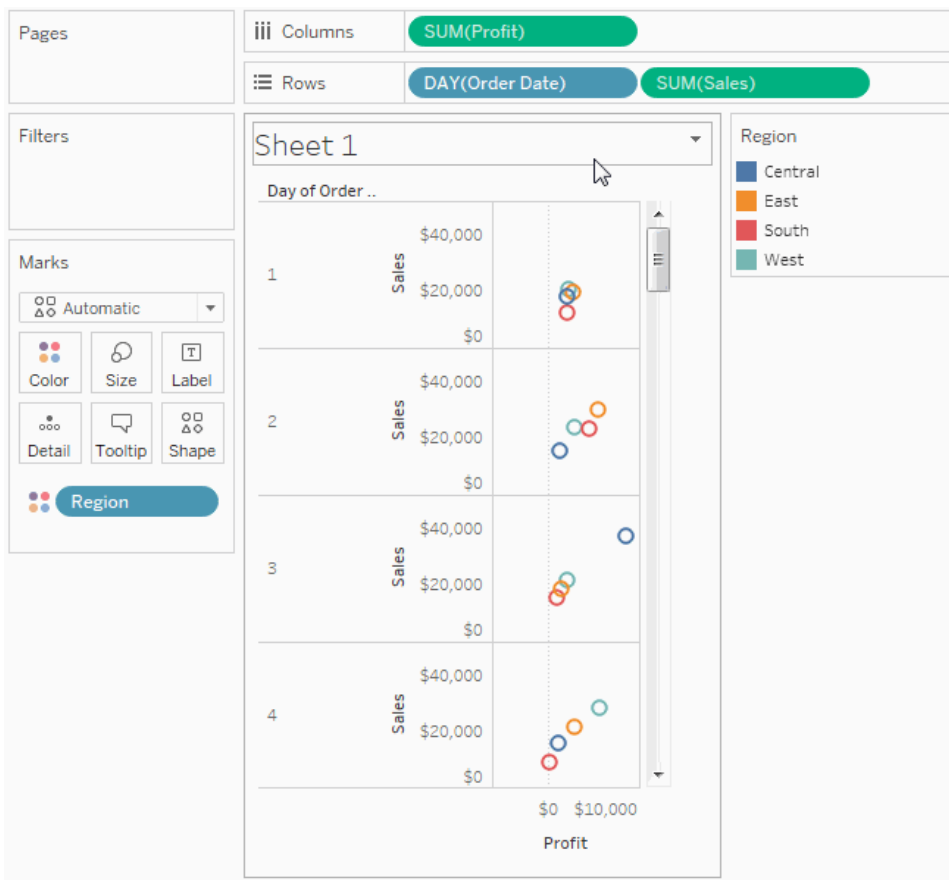 Pages
Columns
SUM(Profit)
Rows
DAY(Order Date)
SUM(Sales)
Filters
Sheet 1
Region
Central
East
South
West
Day of Order ..
Marks
Automatic
Color
Size
Label
Detail
Tooltip
Shape
Region
1
Sales
$40,000
$20,000
$0
2
Sales
$40,000
$20,000
$0
3
Sales
$40,000
$20,000
$0
4
Sales
$40,000
$20,000
$0
$0 $10,000
Profit